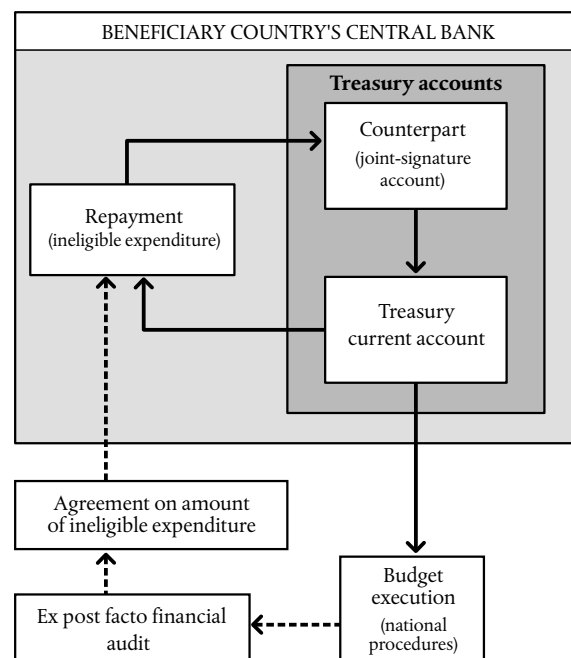 BENEFICIARY COUNTRY'S CENTRAL BANK
Treasury accounts
Counterpart
(joint-signature
account)
Repayment
(ineligible expenditure)
Treasury
current account
Agreement on amount
of ineligible expenditure
Budget
execution
(national
procedures)
Ex post facto financial
audit